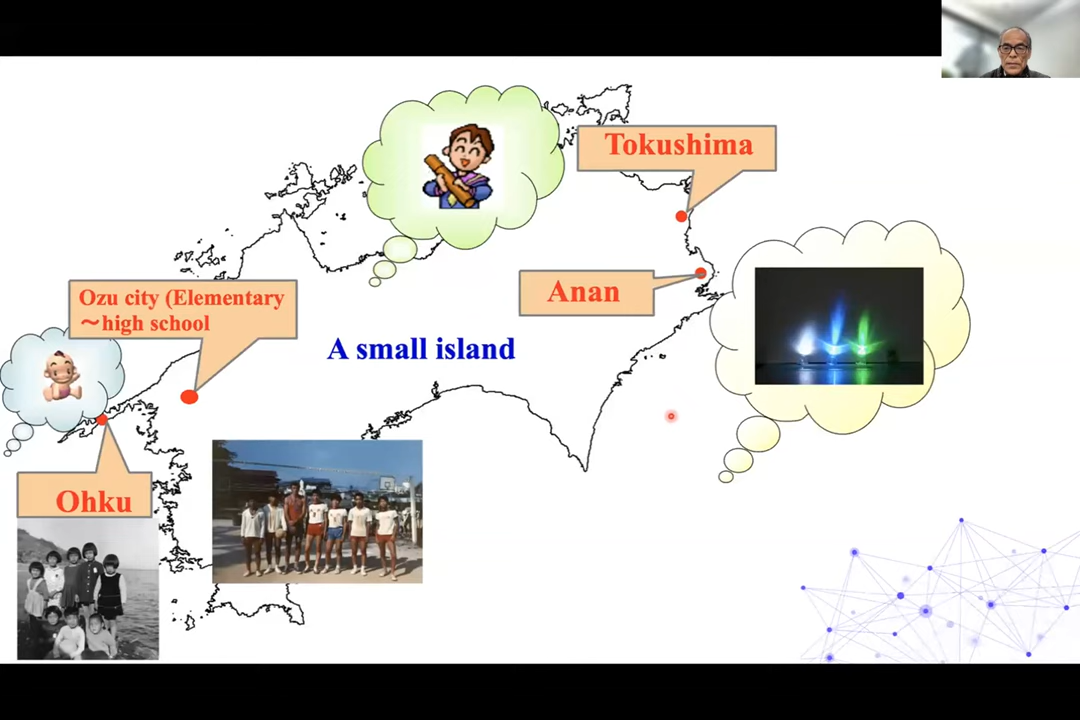 Tokushima
Ozu city (Elementary
～high school
Anan
A small island
Ohku